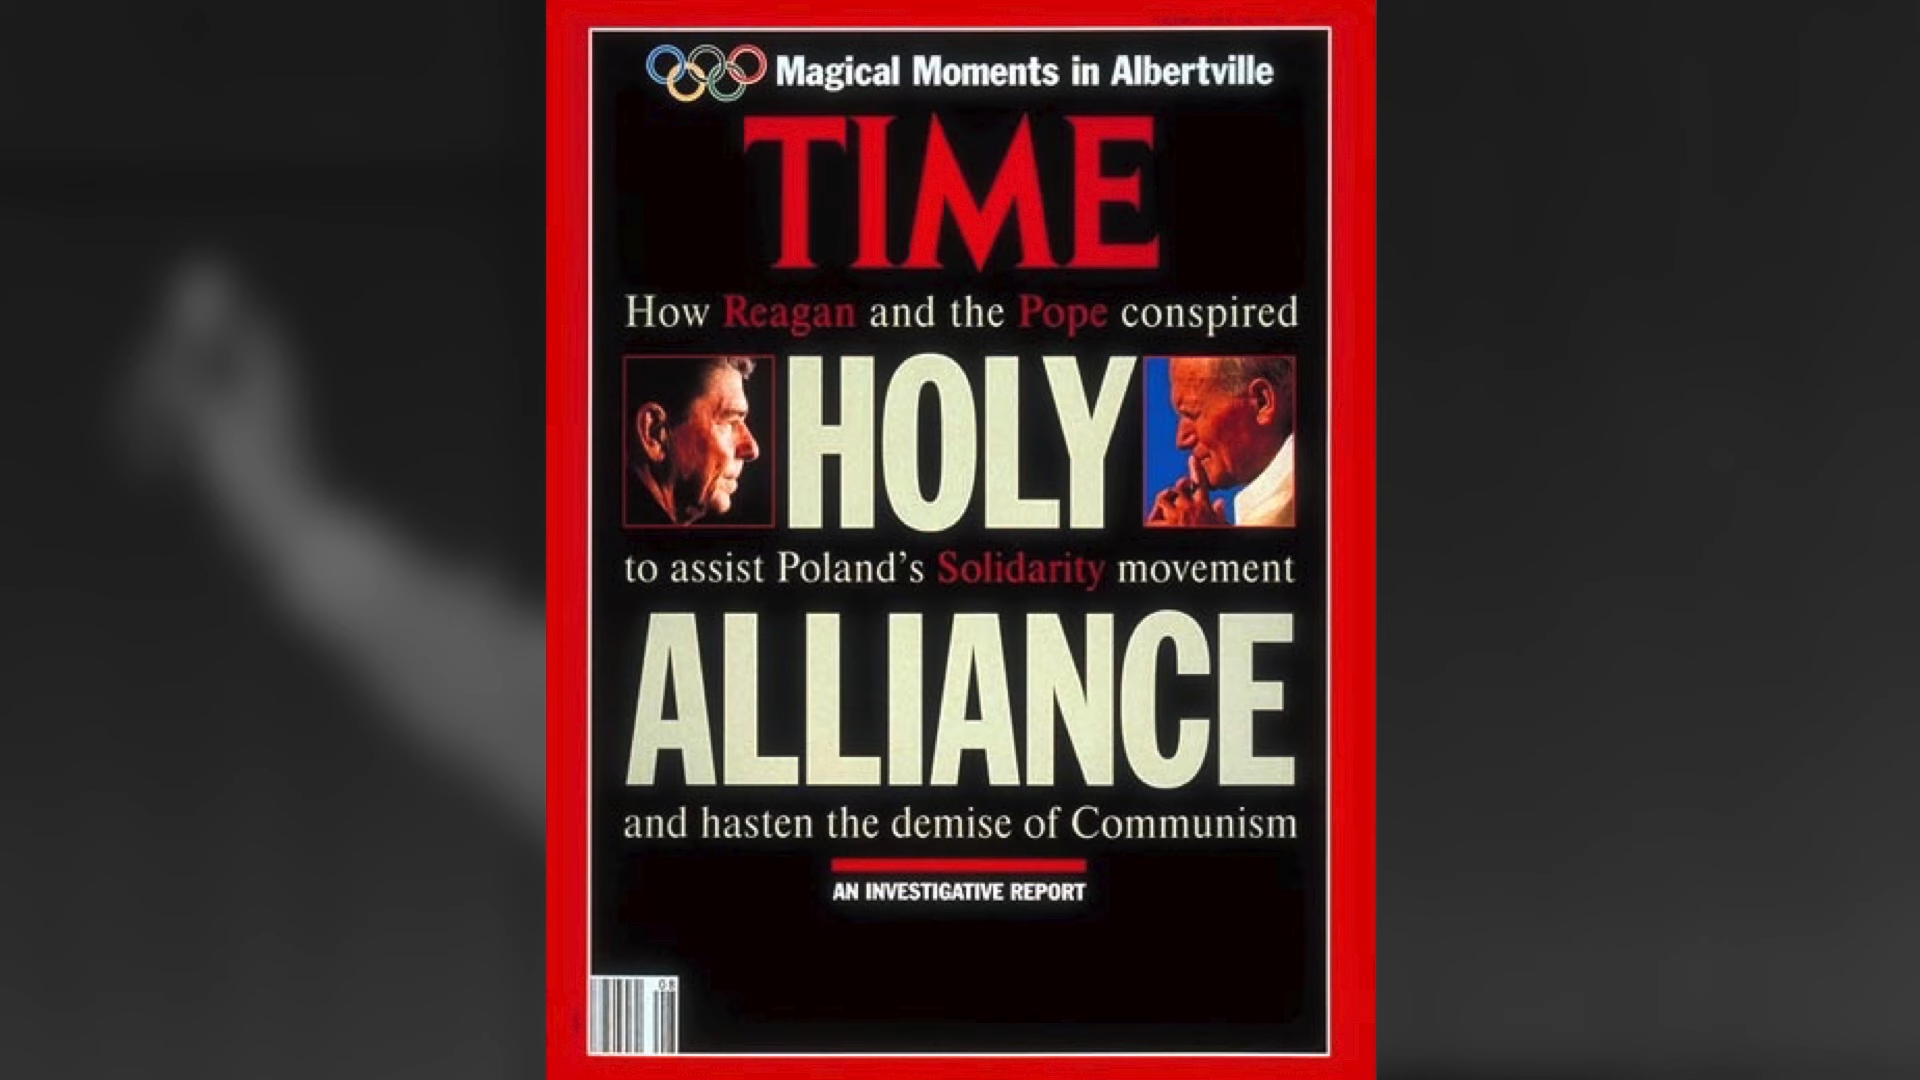 Magical Moments in Albertville
TIME
How Reagan and the Pope conspired
HOLY
to assist Poland's Solidarity movement
ALLIANCE
and hasten the demise of Communism
AN INVESTIGATIVE REPORT
08